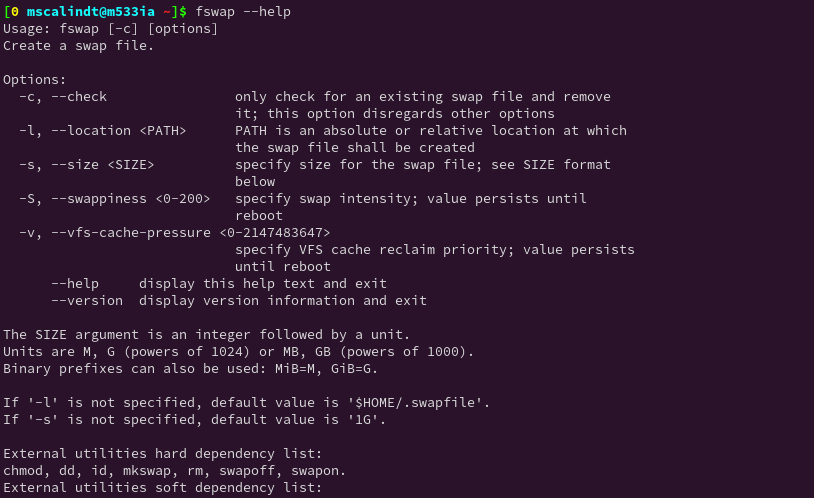 [0 mscalindt@m533ia ~]$ fswap --help
Usage: fswap [-c] [options]
Create a swap file.

Options:
  -c, --check                only check for an existing swap file and remove
                             it; this option disregards other options
  -l, --location <PATH>      PATH is an absolute or relative location at which
                             the swap file shall be created
  -s, --size <SIZE>          specify size for the swap file; see SIZE format
                             below
  -S, --swappiness <0-200>   specify swap intensity; value persists until
                             reboot
  -v, --vfs-cache-pressure <0-2147483647>
                             specify VFS cache reclaim priority; value persists
                             until reboot
      --help     display this help text and exit
      --version  display version information and exit

The SIZE argument is an integer followed by a unit.
Units are M, G (powers of 1024) or MB, GB (powers of 1000).
Binary prefixes can also be used: MiB=M, GiB=G.

If '-l' is not specified, default value is '$HOME/.swapfile'.
If '-s' is not specified, default value is '1G'.

External utilities hard dependency list:
chmod, dd, id, mkswap, rm, swapoff, swapon.
External utilities soft dependency list: